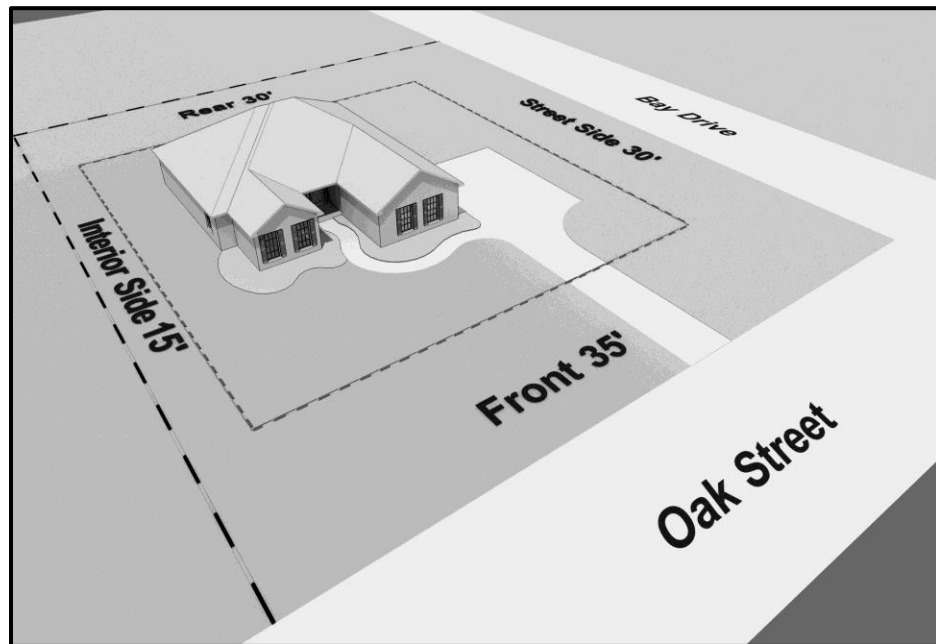 Rear 30'
Bay Drive
Street Side 30'
Interior Side 15'
Front 35'
Oak Street